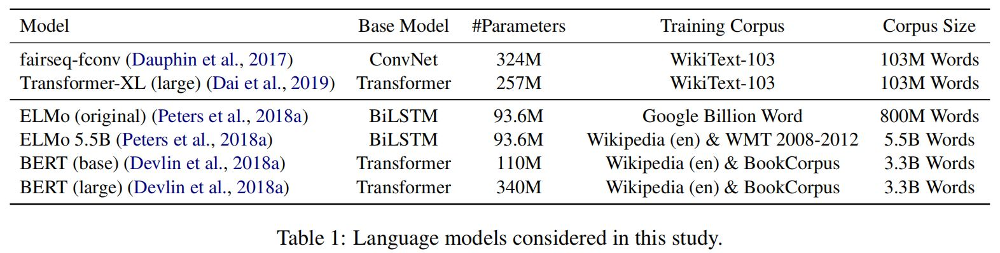 Model Base Model #Parameters Training Corpus Corpus Size
fairseq-fconv (Dauphin et al., 2017) ConvNet 324M WikiText-103 103M Words
Transformer-XL (large) (Dai et al., 2019) Transformer 257M WikiText-103 103M Words
ELMo (original) (Peters et al., 2018a) BiLSTM 93.6M Google Billion Word 800M Words
ELMo 5.5B (Peters et al., 2018a) BiLSTM 93.6M Wikipedia (en) & WMT 2008-2012 5.5B Words
BERT (base) (Devlin et al., 2018a) Transformer 110M Wikipedia (en) & BookCorpus 3.3B Words
BERT (large) (Devlin et al., 2018a) Transformer 340M Wikipedia (en) & BookCorpus 3.3B Words
Table 1: Language models considered in this study.